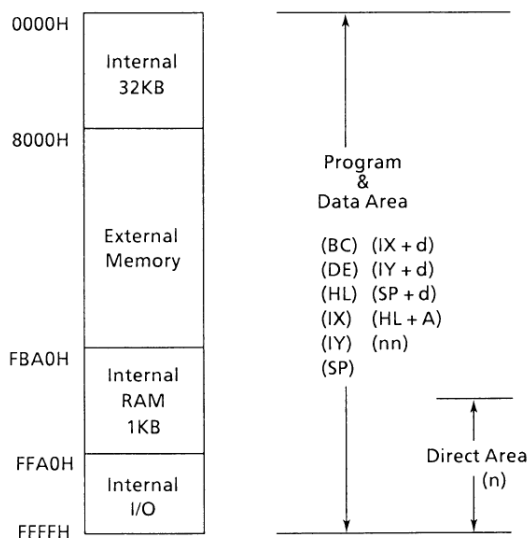 0000H
Internal
32KB
8000H
External
Memory
FBA0H
Internal
RAM
1KB
FFA0H
Internal
I/O
FFFFH
Program
&
Data Area
(BC) (IX + d)
(DE) (IY + d)
(HL) (SP + d)
(IX) (HL + A)
(IY) (nn)
(SP)
Direct Area
(n)